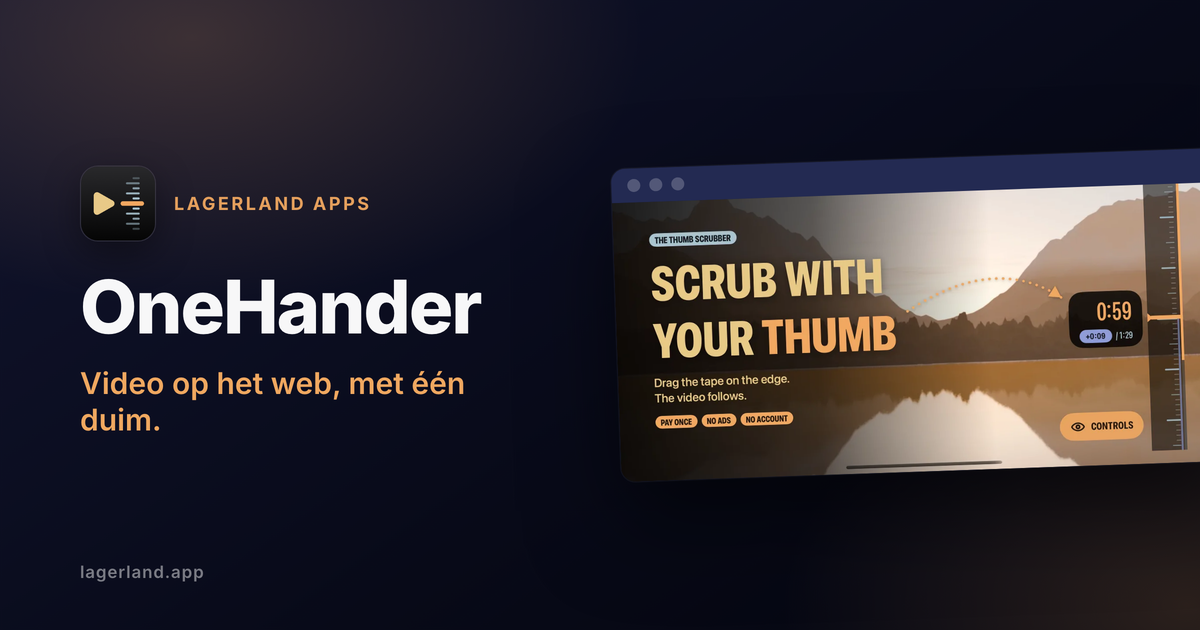 LAGERLAND APPS
OneHander
Video op het web, met één
duim.
lagerland.app
THE THUMB SCRUBBER
SCRUB WITH
YOUR THUMB
Drag the tape on the edge.
The video follows.
PAY ONCE NO ADS NO ACCOUNT
0:59
+0:09 / 1:29
CONTROLS